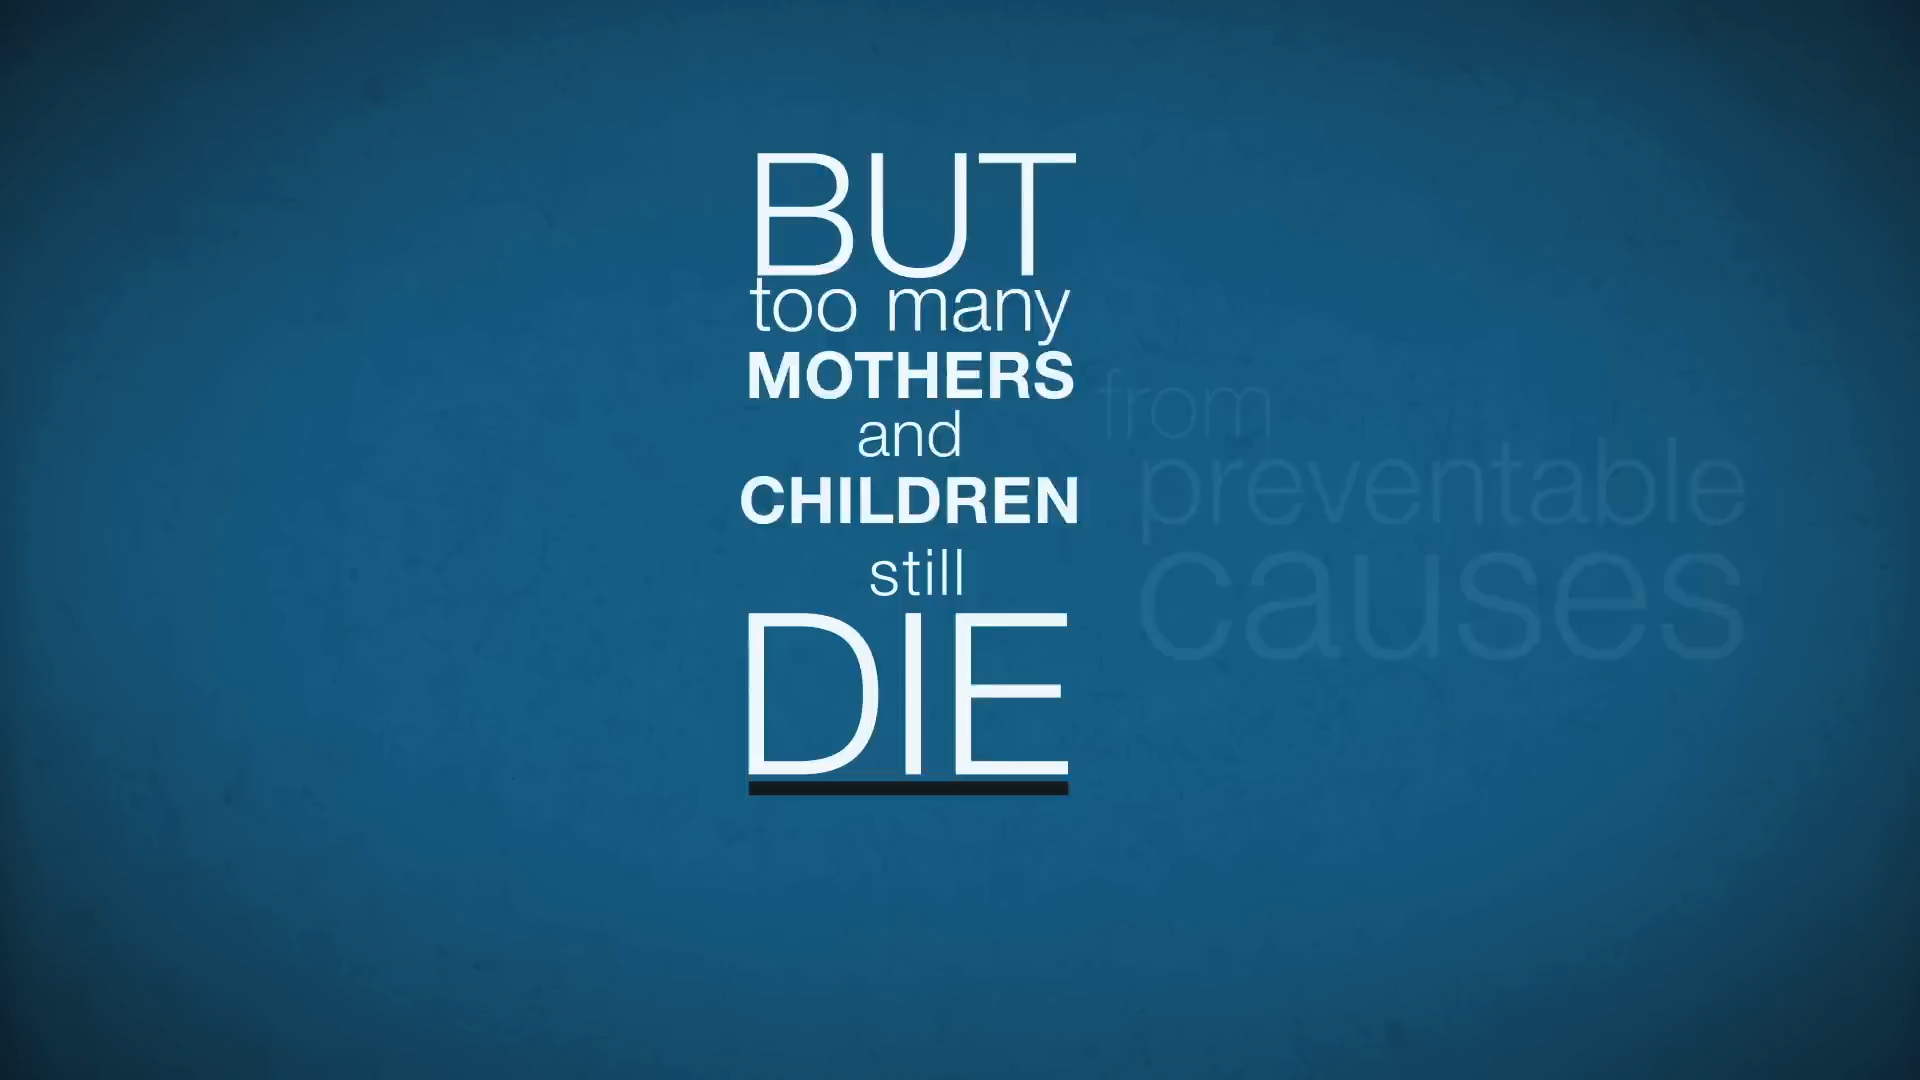 BUT
too many
MOTHERS
and
CHILDREN
still
DIE
from
preventable
causes